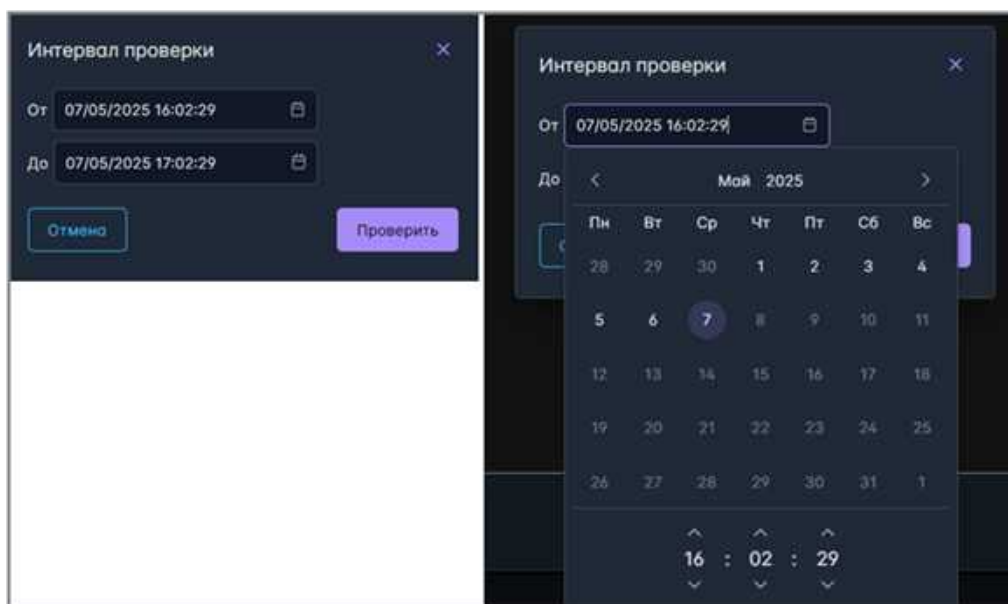 Интервал проверки
От 07/05/2025 16:02:29
До 07/05/2025 17:02:29
Отмена Проверить
Интервал проверки
От 07/05/2025 16:02:29
До
Май 2025
Пн Вт Ср Чт Пт Сб Вс
28 29 30 1 2 3 4
5 6 7 8 9 10 11
12 13 14 15 16 17 18
19 20 21 22 23 24 25
26 27 28 29 30 31 1
16 : 02 : 29